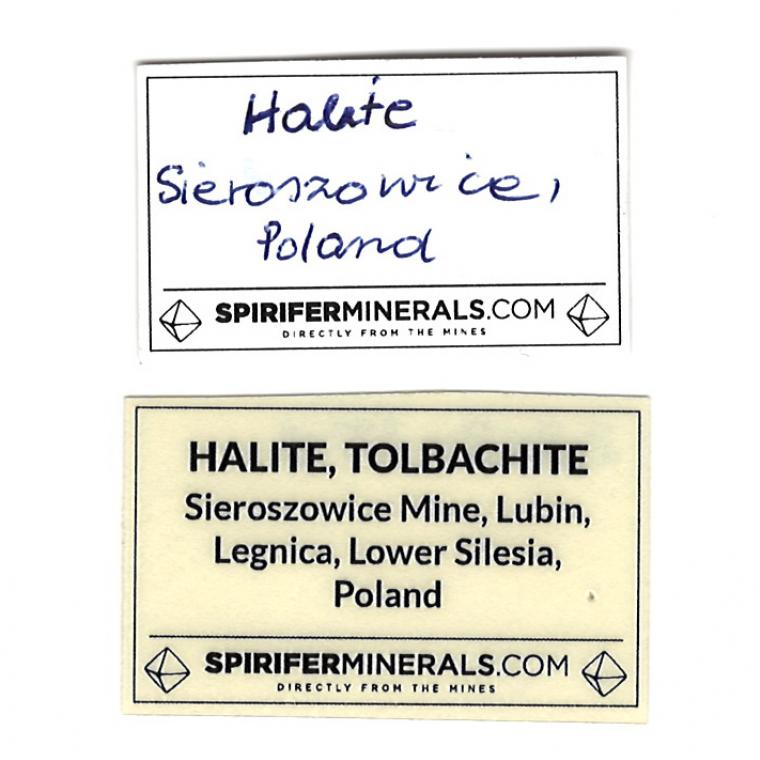 Halite
Sieroszowice,
Poland
SPIRIFERMINERALS.COM
DIRECTLY FROM THE MINES
HALITE, TOLBACHITE
Sieroszowice Mine, Lubin,
Legnica, Lower Silesia,
Poland
SPIRIFERMINERALS.COM
DIRECTLY FROM THE MINES